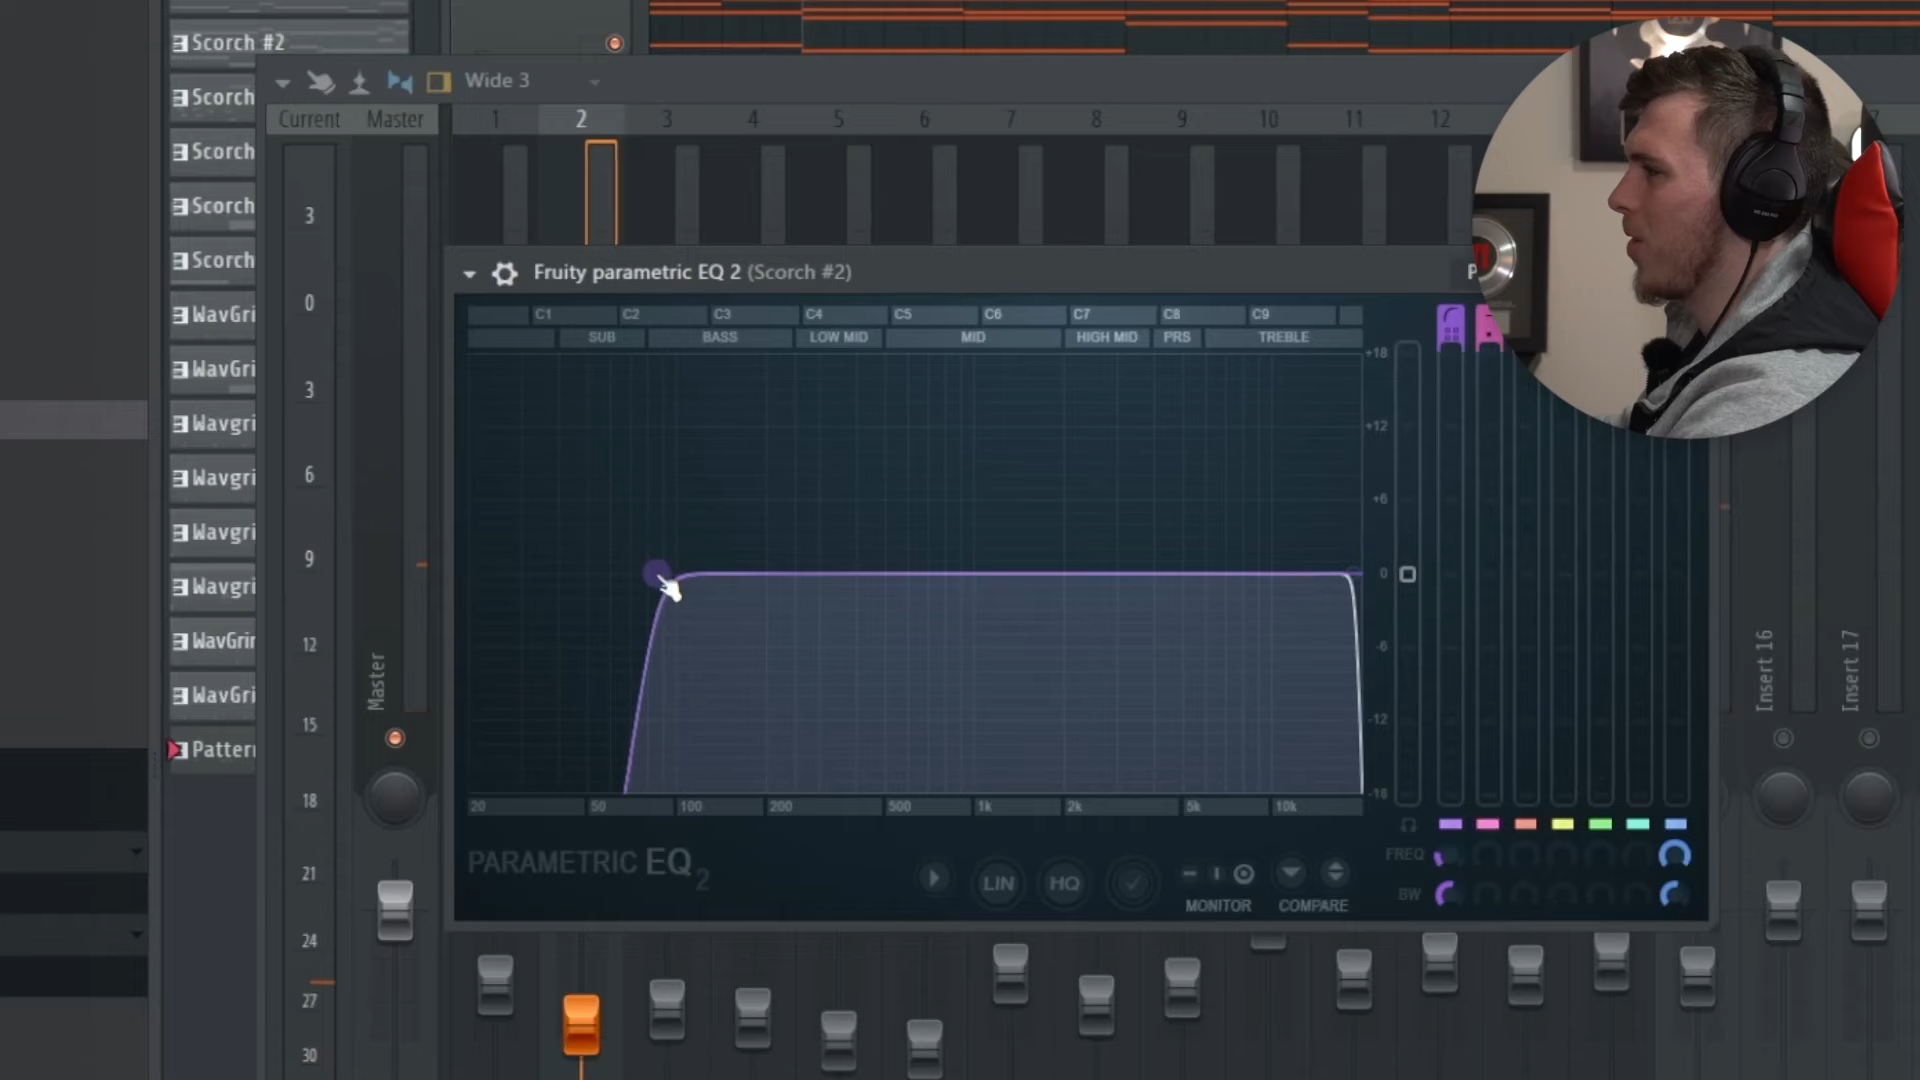 Scorch #2
Wide 3
Scorch
Current Master 1 2 3 4 5 6 7 8 9 10 11 12
Scorch
Scorch
Scorch
WavGri
WavGri
Wavgri
Wavgri
Wavgri
Wavgri
WavGrin
WavGri
Pattern
3
0
3
6
9
12
15
18
21
24
27
30
Master
Fruity parametric EQ 2 (Scorch #2)
C1 C2 C3 C4 C5 C6 C7 C8 C9
SUB BASS LOW MID MID HIGH MID PRS TREBLE
+18
+12
+6
0
-6
-12
-18
20 50 100 200 500 1k 2k 5k 10k
PARAMETRIC EQ 2
LIN HQ
MONITOR COMPARE
FREQ
BW
Insert 16
Insert 17